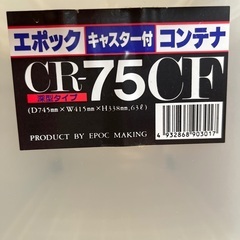 エポック キャスター付 コンテナ
CR-75CF
深型タイプ
(D745mm×W415mm×H338mm,63ℓ)
4 932868 903017
PRODUCT BY EPOC MAKING